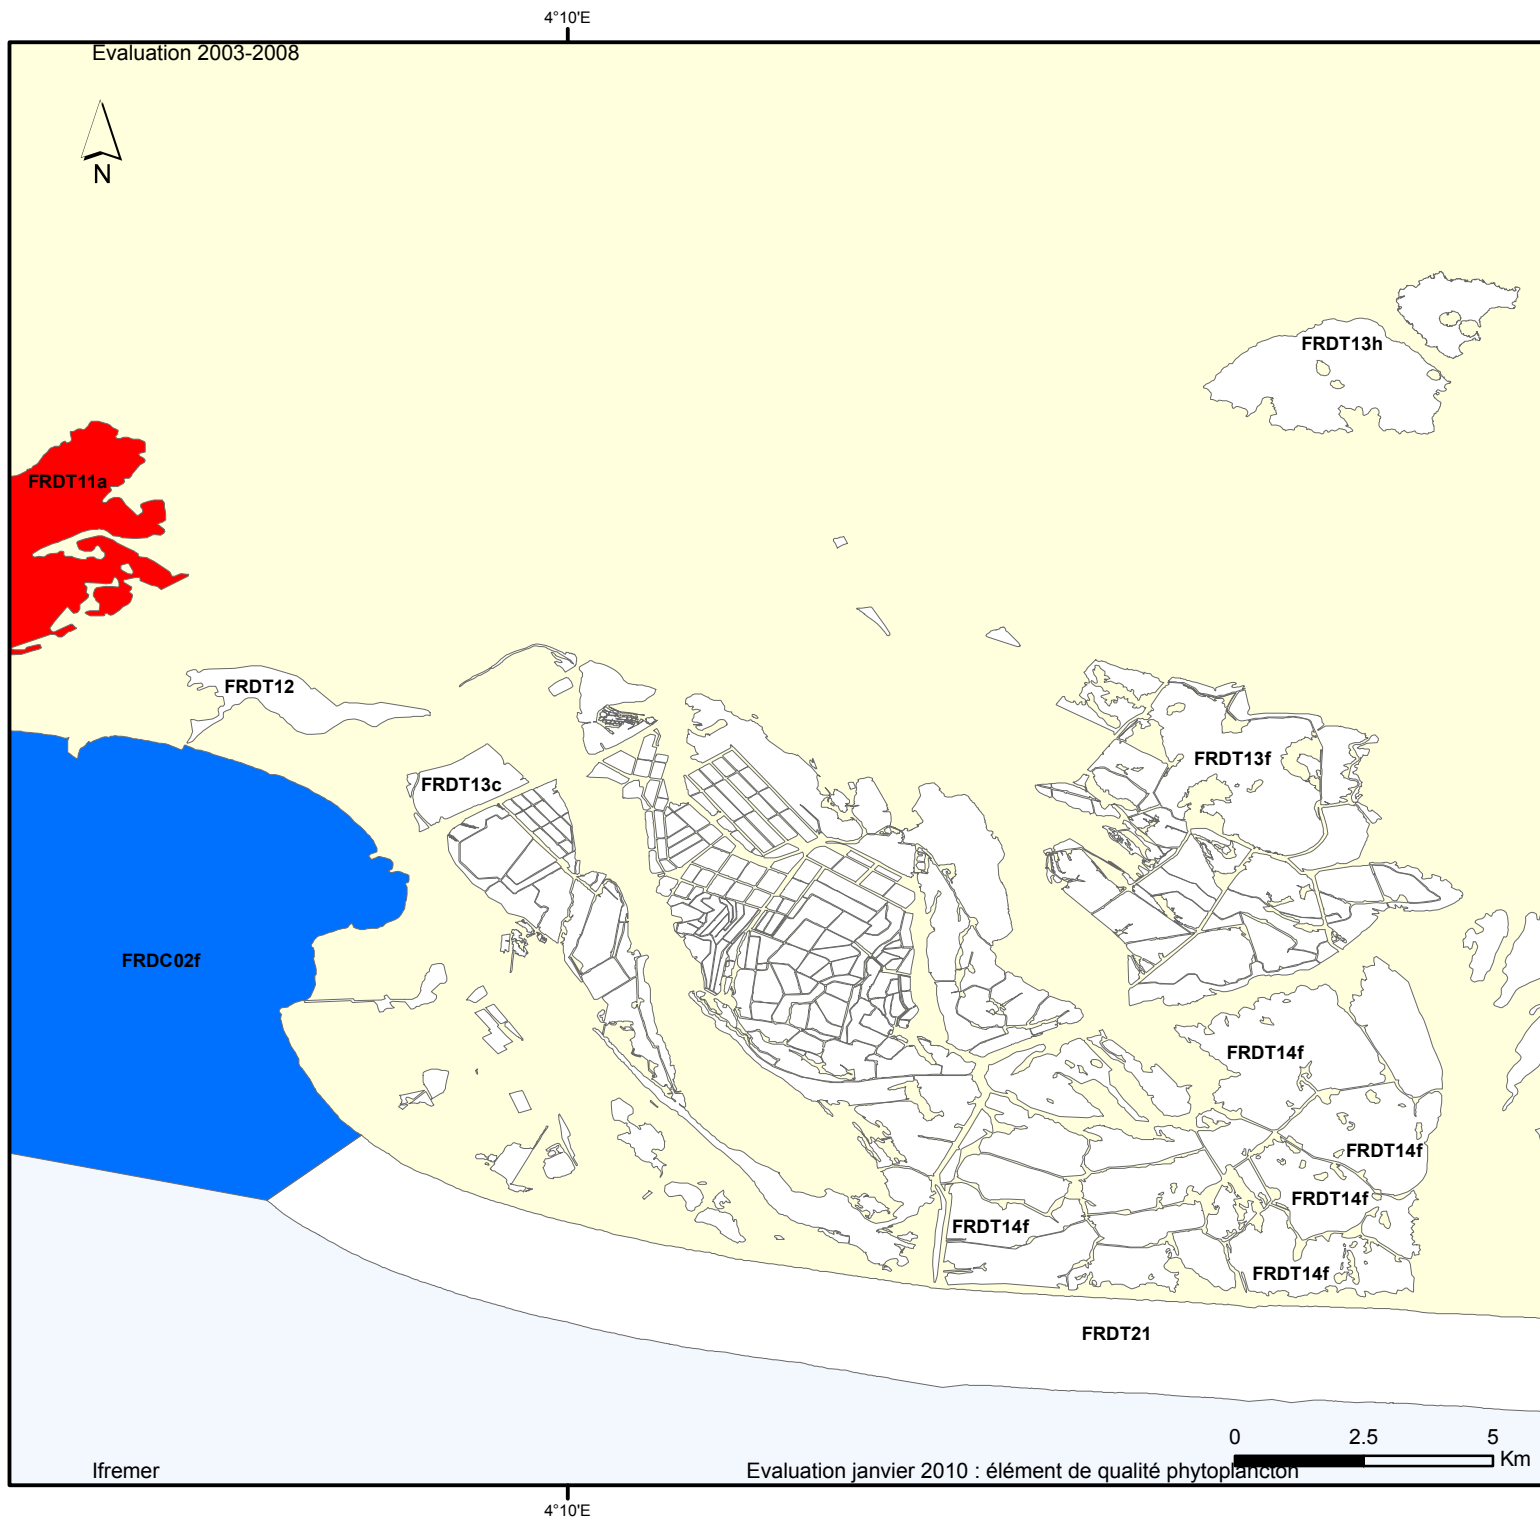 4°10'E
Evaluation 2003-2008
N
FRDT13h
FRDT11a
FRDT12
FRDT13f
FRDT13c
FRDC02f
FRDT14f
FRDT14f
FRDT14f
FRDT14f
FRDT14f
FRDT21
0 2.5 5
Km
Ifremer
Evaluation janvier 2010 : élément de qualité phytoplancton
4°10'E